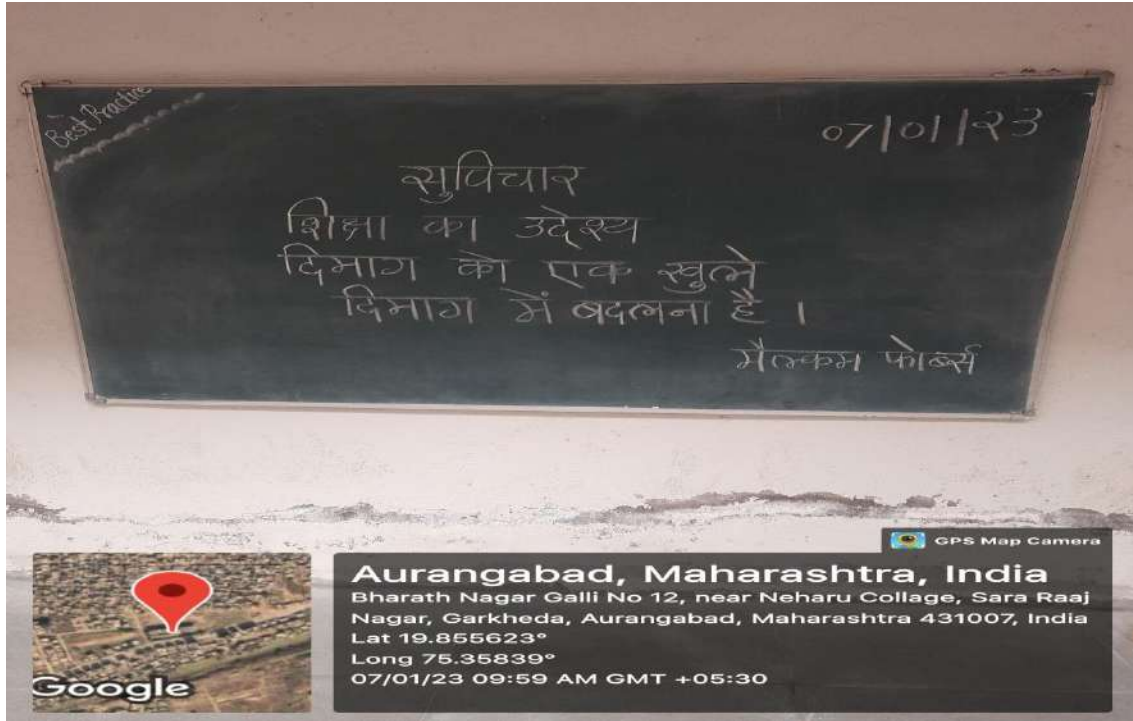 Best Practice
07/01/२३
सुविचार
शिक्षा का उद्देश्य
दिमाग को एक खुले
दिमाग में बदलना है ।
मैल्कम फोर्ब्स
GPS Map Camera
Aurangabad, Maharashtra, India
Bharath Nagar Galli No 12, near Neharu Collage, Sara Raaj
Nagar, Garkheda, Aurangabad, Maharashtra 431007, India
Lat 19.855623°
Long 75.35839°
07/01/23 09:59 AM GMT +05:30
Google